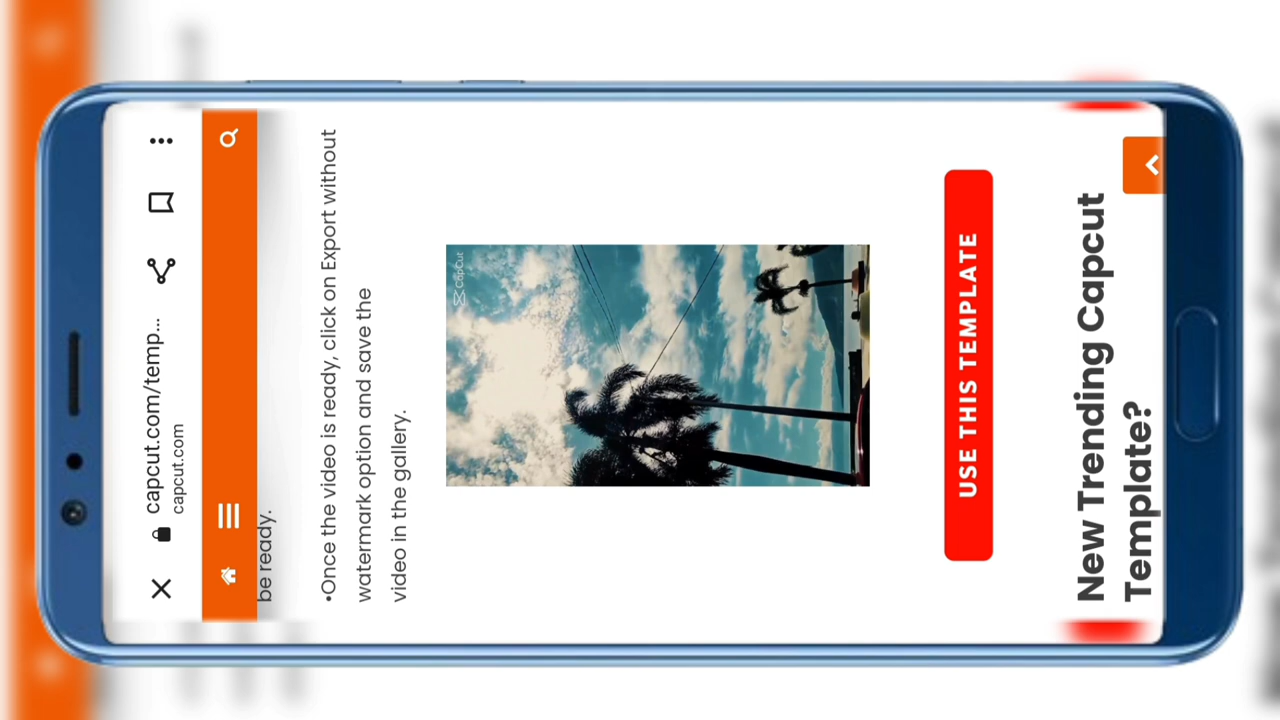 capcut.com/temp...
capcut.com
be ready.
•Once the video is ready, click on Export without
watermark option and save the
video in the gallery.
CapCut
USE THIS TEMPLATE
New Trending Capcut
Template?